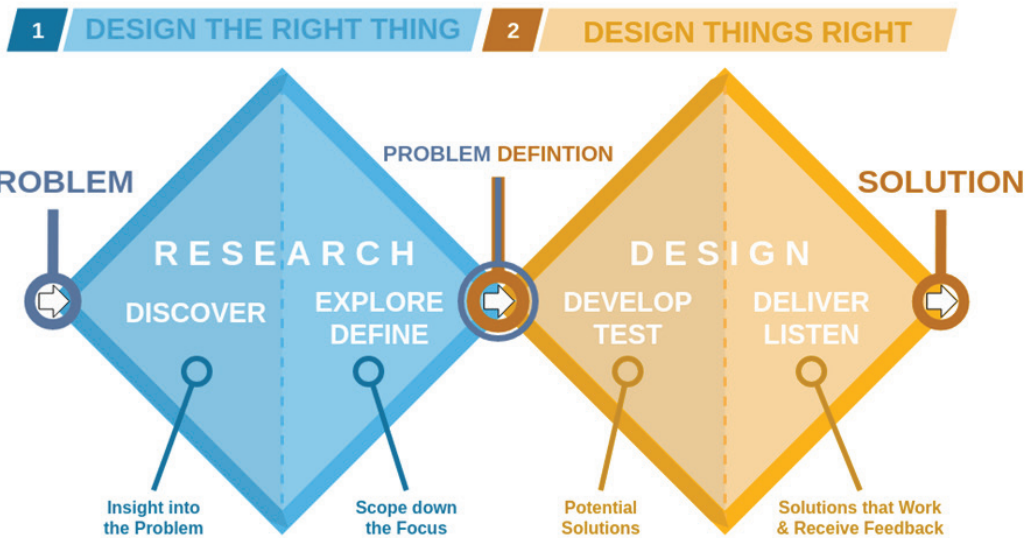 1 DESIGN THE RIGHT THING 2 DESIGN THINGS RIGHT
PROBLEM DEFINTION
ROBLEM
SOLUTION
RESEARCH
DESIGN
DISCOVER
EXPLORE
DEFINE
DEVELOP
TEST
DELIVER
LISTEN
Insight into
the Problem
Scope down
the Focus
Potential
Solutions
Solutions that Work
& Receive Feedback